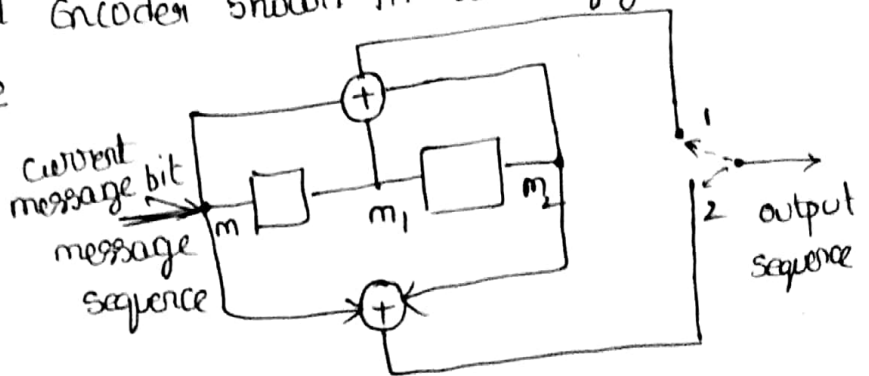 Encoder shown
current
message bit
m
m₁
m₂
message
sequence
+
+
1
2
output
sequence